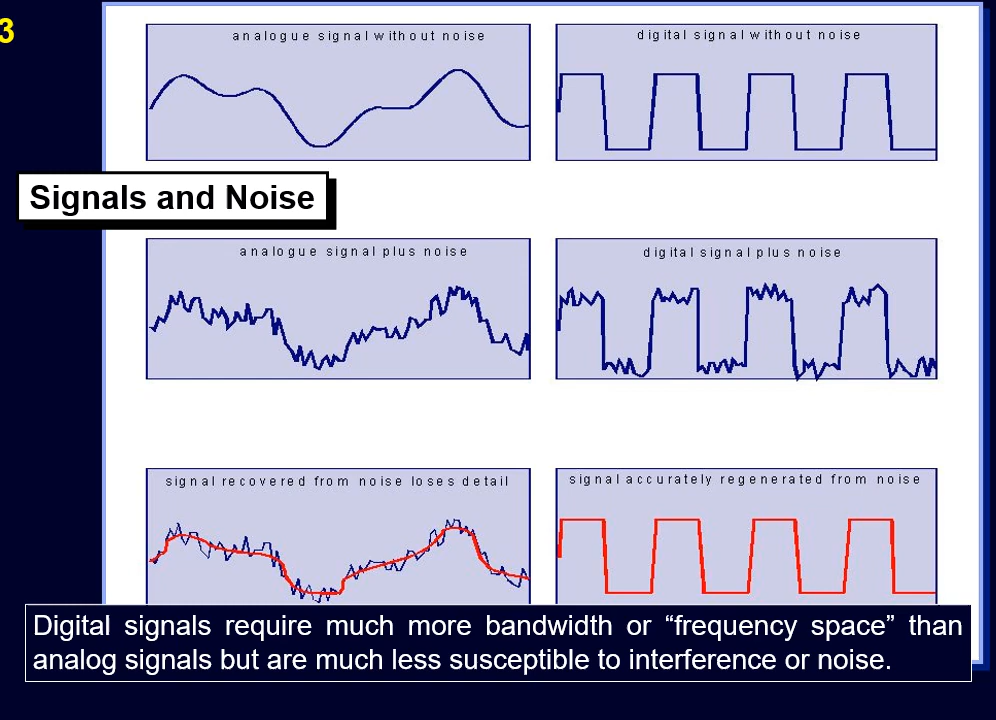 3
analogue signal without noise
digital signal without noise
Signals and Noise
analogue signal plus noise
digital signal plus noise
signal recovered from noise loses detail
signal accurately regenerated from noise
Digital signals require much more bandwidth or “frequency space” than
analog signals but are much less susceptible to interference or noise.